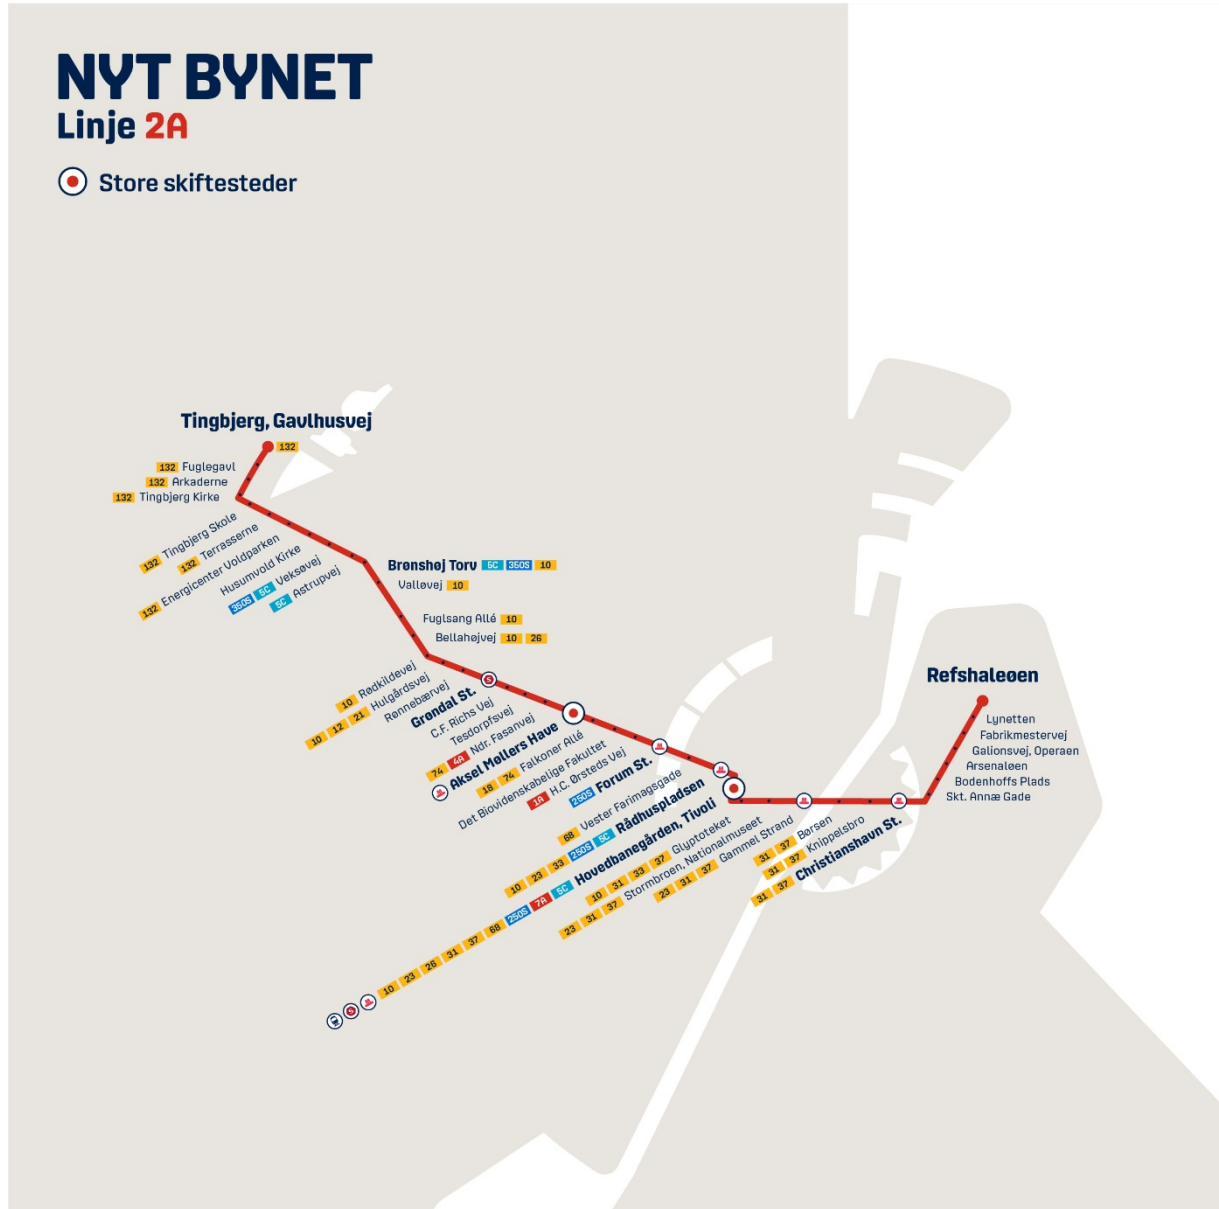 NYT BYNET
Linje 2A
Store skiftesteder
Tingbjerg, Gavlhusvej
132
132 Fuglegavl
132 Arkaderne
132 Tingbjerg Kirke
132 Tingbjerg Skole
132 Terrasserne
132 Energicenter Voldparken
Husumvold Kirke
350S 5C Veksøvej
5C Astrupvej
Brønshøj Torv 5C 350S 10
Valløvej 10
Fuglsang Allé 10
Bellahøjvej 10 26
10 Rødkildevej
10 12 21 Hulgårdsvej
Rønnebærvej
Grøndal St. S
C.F. Richs Vej
Tesdorpfsvej
74 4A Ndr. Fasanvej
Aksel Møllers Have
18 74 Falkoner Allé
Det Biovidenskabelige Fakultet
1A H.C. Ørsteds Vej
250S Forum St.
68 Vester Farimagsgade
10 23 33 250S 5C Rådhuspladsen
S 10 23 26 31 37 68 250S 7A 5C Hovedbanegården, Tivoli
10 31 33 37 Glyptoteket
23 31 37 Stormbroen, Nationalmuseet
23 31 37 Gammel Strand
31 37 Børsen
31 37 Knippelsbro
31 37 Christianshavn St.
Refshaleøen
Lynetten
Fabrikmestervej
Galionsvej, Operaen
Arsenaløen
Bodenhoffs Plads
Skt. Annæ Gade